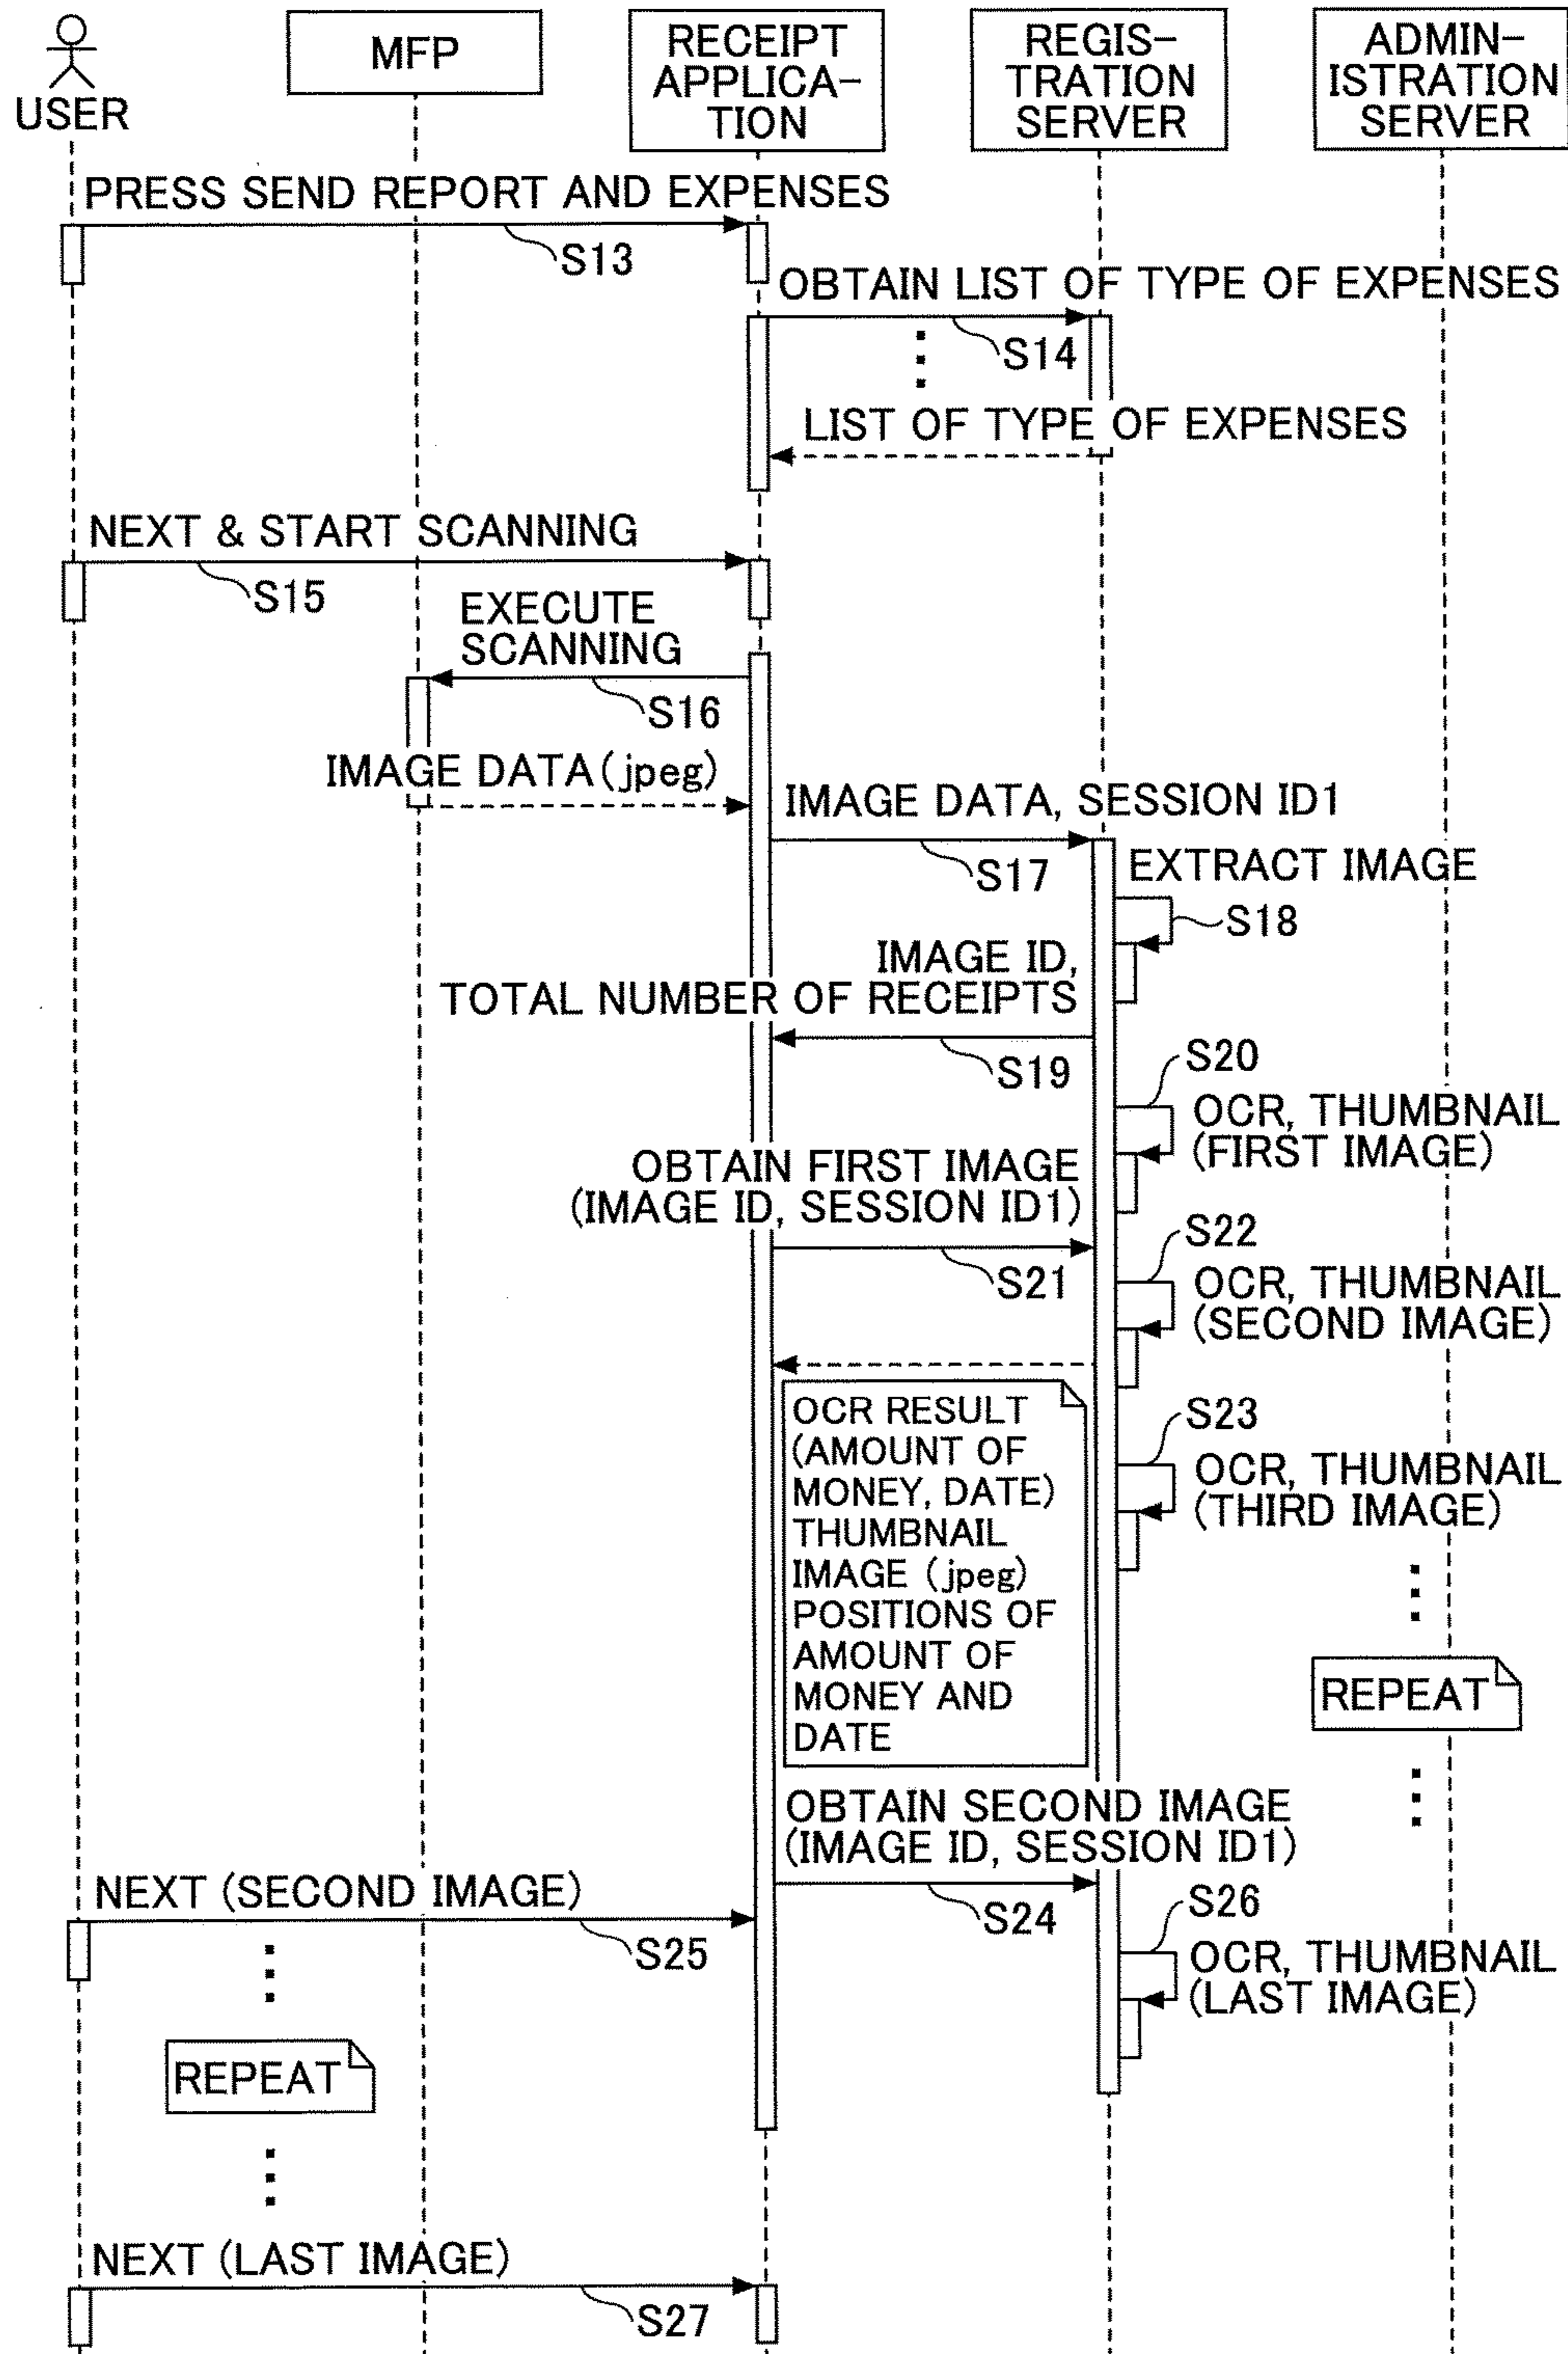 USER
MFP
RECEIPT
APPLICA-
TION
REGIS-
TRATION
SERVER
ADMIN-
ISTRATION
SERVER
PRESS SEND REPORT AND EXPENSES
S13
OBTAIN LIST OF TYPE OF EXPENSES
S14
LIST OF TYPE OF EXPENSES
NEXT & START SCANNING
S15
EXECUTE
SCANNING
S16
IMAGE DATA(jpeg)
IMAGE DATA, SESSION ID1
S17
EXTRACT IMAGE
S18
IMAGE ID,
TOTAL NUMBER OF RECEIPTS
S19
S20
OCR, THUMBNAIL
(FIRST IMAGE)
OBTAIN FIRST IMAGE
(IMAGE ID, SESSION ID1)
S21
S22
OCR, THUMBNAIL
(SECOND IMAGE)
OCR RESULT
(AMOUNT OF
MONEY, DATE)
THUMBNAIL
IMAGE (jpeg)
POSITIONS OF
AMOUNT OF
MONEY AND
DATE
S23
OCR, THUMBNAIL
(THIRD IMAGE)
REPEAT
OBTAIN SECOND IMAGE
(IMAGE ID, SESSION ID1)
S24
NEXT (SECOND IMAGE)
S25
S26
OCR, THUMBNAIL
(LAST IMAGE)
REPEAT
NEXT (LAST IMAGE)
S27